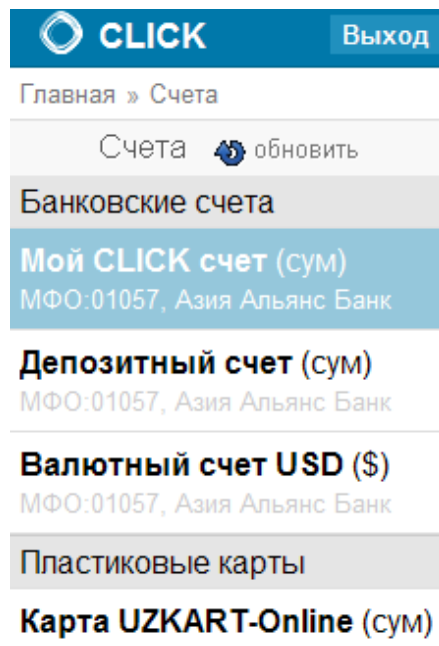 CLICK Выход
Главная » Счета
Счета обновить
Банковские счета
Мой CLICK счет (сум)
МФО:01057, Азия Альянс Банк
Депозитный счет (сум)
МФО:01057, Азия Альянс Банк
Валютный счет USD ($)
МФО:01057, Азия Альянс Банк
Пластиковые карты
Карта UZKART-Online (сум)